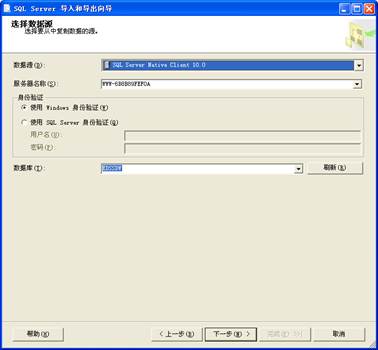 SQL Server 导入和导出向导
选择数据源
选择要从中复制数据的源。
数据源(D): SQL Server Native Client 10.0
服务器名称(S):
身份验证
使用 Windows 身份验证(W)
使用 SQL Server 身份验证(Q)
用户名(U):
密码(P):
数据库(T): 刷新(R)
帮助(H) < 上一步(B) 下一步(N) > 完成(F) >>| 取消